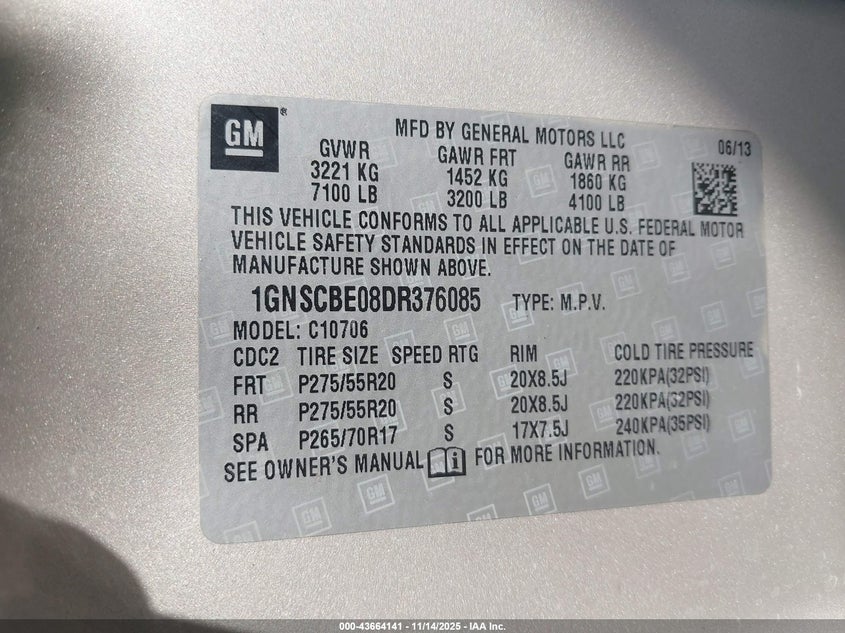 GM ®
MFD BY GENERAL MOTORS LLC 06/13
GVWR GAWR FRT GAWR RR
3221 KG 1452 KG 1860 KG
7100 LB 3200 LB 4100 LB
THIS VEHICLE CONFORMS TO ALL APPLICABLE U.S. FEDERAL MOTOR
VEHICLE SAFETY STANDARDS IN EFFECT ON THE DATE OF
MANUFACTURE SHOWN ABOVE.
1GNSCBE08DR376085 TYPE: M.P.V.
MODEL: C10706
CDC2 TIRE SIZE SPEED RTG RIM COLD TIRE PRESSURE
FRT P275/55R20 S 20X8.5J 220KPA(32PSI)
RR P275/55R20 S 20X8.5J 220KPA(32PSI)
SPA P265/70R17 S 17X7.5J 240KPA(35PSI)
SEE OWNER'S MANUAL i FOR MORE INFORMATION.
000-43664141 - 11/14/2025 - IAA Inc.